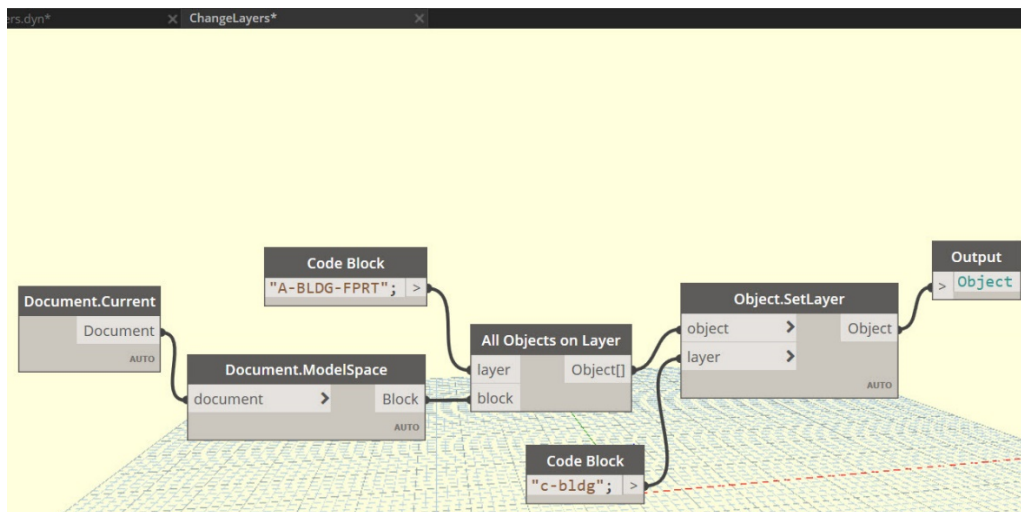 ers.dyn*
ChangeLayers*
Code Block
"A-BLDG-FPRT"; >
Document.Current
Document
AUTO
Document.ModelSpace
document > Block
AUTO
All Objects on Layer
layer Object[]
block
Code Block
"c-bldg"; >
Object.SetLayer
object > Object
layer >
AUTO
Output
> Object